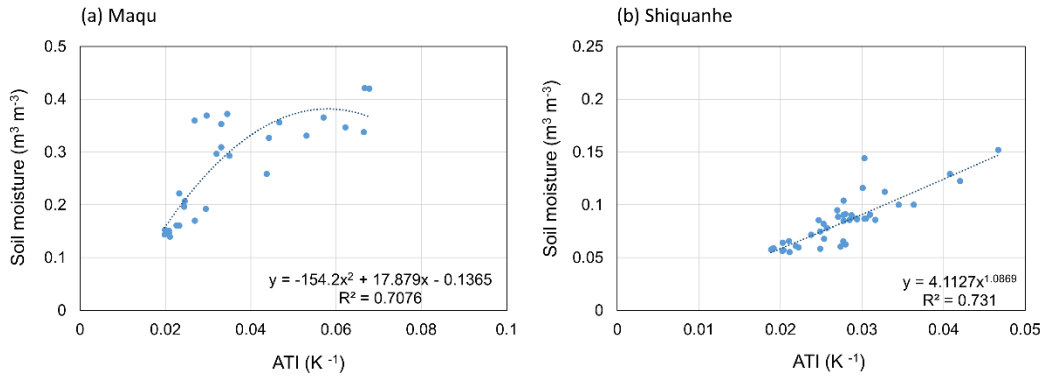 (a) Maqu
0.5
0.4
0.3
0.2
0.1
0
0
0.02
0.04
0.06
0.08
0.1
Soil moisture (m³ m⁻³)
ATI (K ⁻¹)
y = -154.2x² + 17.879x - 0.1365
R² = 0.7076
(b) Shiquanhe
0.25
0.2
0.15
0.1
0.05
0
0
0.01
0.02
0.03
0.04
0.05
Soil moisture (m³ m⁻³)
ATI (K ⁻¹)
y = 4.1127x¹·⁰⁸⁶⁹
R² = 0.731